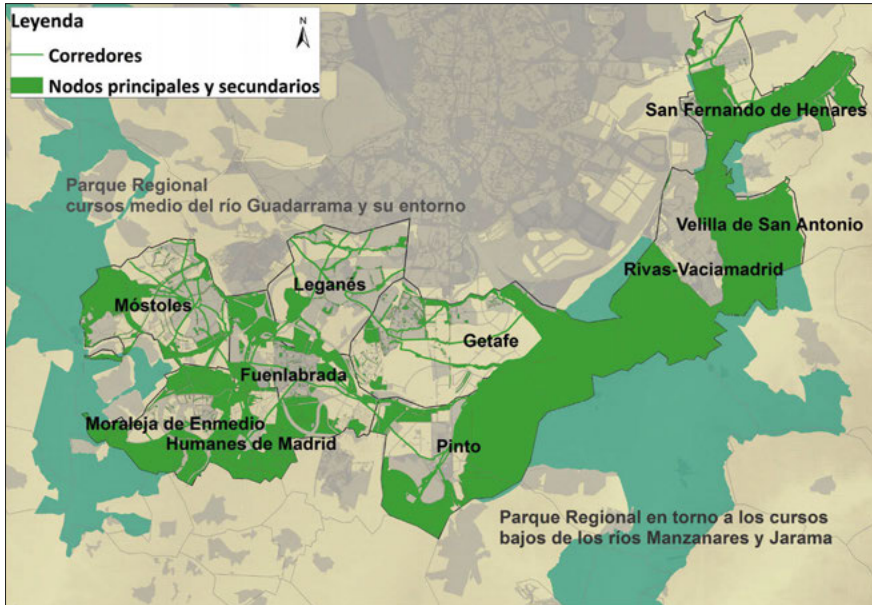 Leyenda
N
Corredores
Nodos principales y secundarios
San Fernando de Henares
Parque Regional
cursos medio del río Guadarrama y su entorno
Velilla de San Antonio
Rivas-Vaciamadrid
Leganés
Móstoles
Getafe
Fuenlabrada
Moraleja de Enmedio
Humanes de Madrid
Pinto
Parque Regional en torno a los cursos
bajos de los ríos Manzanares y Jarama